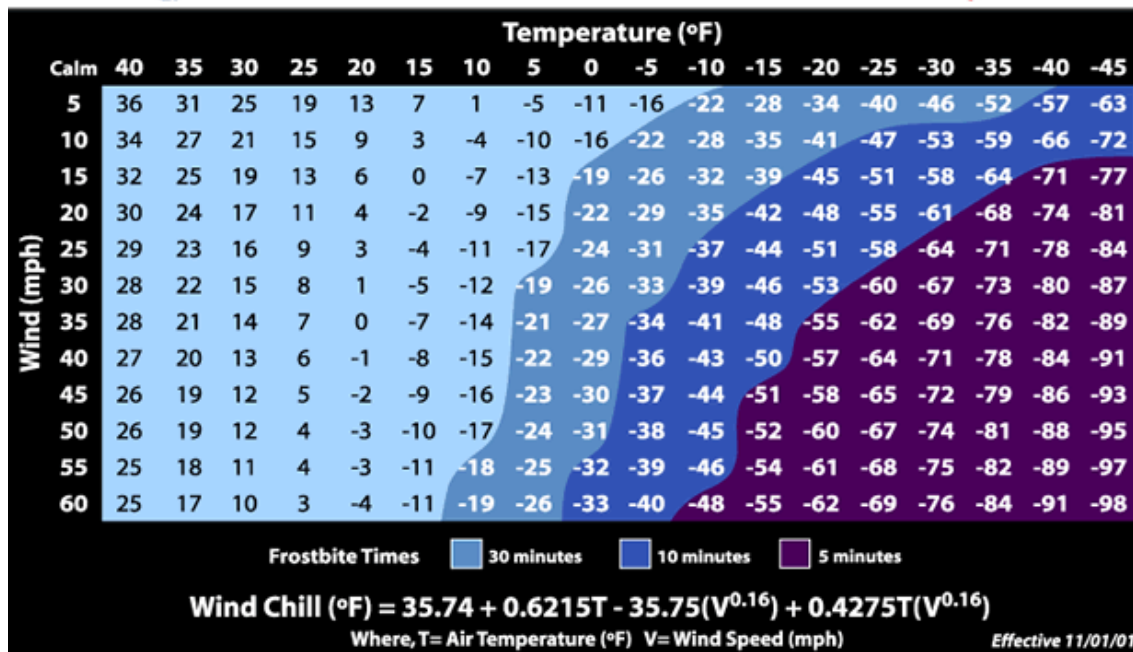 Temperature (ºF)
Calm 40 35 30 25 20 15 10 5 0 -5 -10 -15 -20 -25 -30 -35 -40 -45
5 36 31 25 19 13 7 1 -5 -11 -16 -22 -28 -34 -40 -46 -52 -57 -63
10 34 27 21 15 9 3 -4 -10 -16 -22 -28 -35 -41 -47 -53 -59 -66 -72
15 32 25 19 13 6 0 -7 -13 -19 -26 -32 -39 -45 -51 -58 -64 -71 -77
20 30 24 17 11 4 -2 -9 -15 -22 -29 -35 -42 -48 -55 -61 -68 -74 -81
25 29 23 16 9 3 -4 -11 -17 -24 -31 -37 -44 -51 -58 -64 -71 -78 -84
30 28 22 15 8 1 -5 -12 -19 -26 -33 -39 -46 -53 -60 -67 -73 -80 -87
35 28 21 14 7 0 -7 -14 -21 -27 -34 -41 -48 -55 -62 -69 -76 -82 -89
40 27 20 13 6 -1 -8 -15 -22 -29 -36 -43 -50 -57 -64 -71 -78 -84 -91
45 26 19 12 5 -2 -9 -16 -23 -30 -37 -44 -51 -58 -65 -72 -79 -86 -93
50 26 19 12 4 -3 -10 -17 -24 -31 -38 -45 -52 -60 -67 -74 -81 -88 -95
55 25 18 11 4 -3 -11 -18 -25 -32 -39 -46 -54 -61 -68 -75 -82 -89 -97
60 25 17 10 3 -4 -11 -19 -26 -33 -40 -48 -55 -62 -69 -76 -84 -91 -98
Wind (mph)
Frostbite Times 30 minutes 10 minutes 5 minutes
Wind Chill (ºF) = 35.74 + 0.6215T - 35.75(V^0.16) + 0.4275T(V^0.16)
Where, T= Air Temperature (ºF) V= Wind Speed (mph) Effective 11/01/01